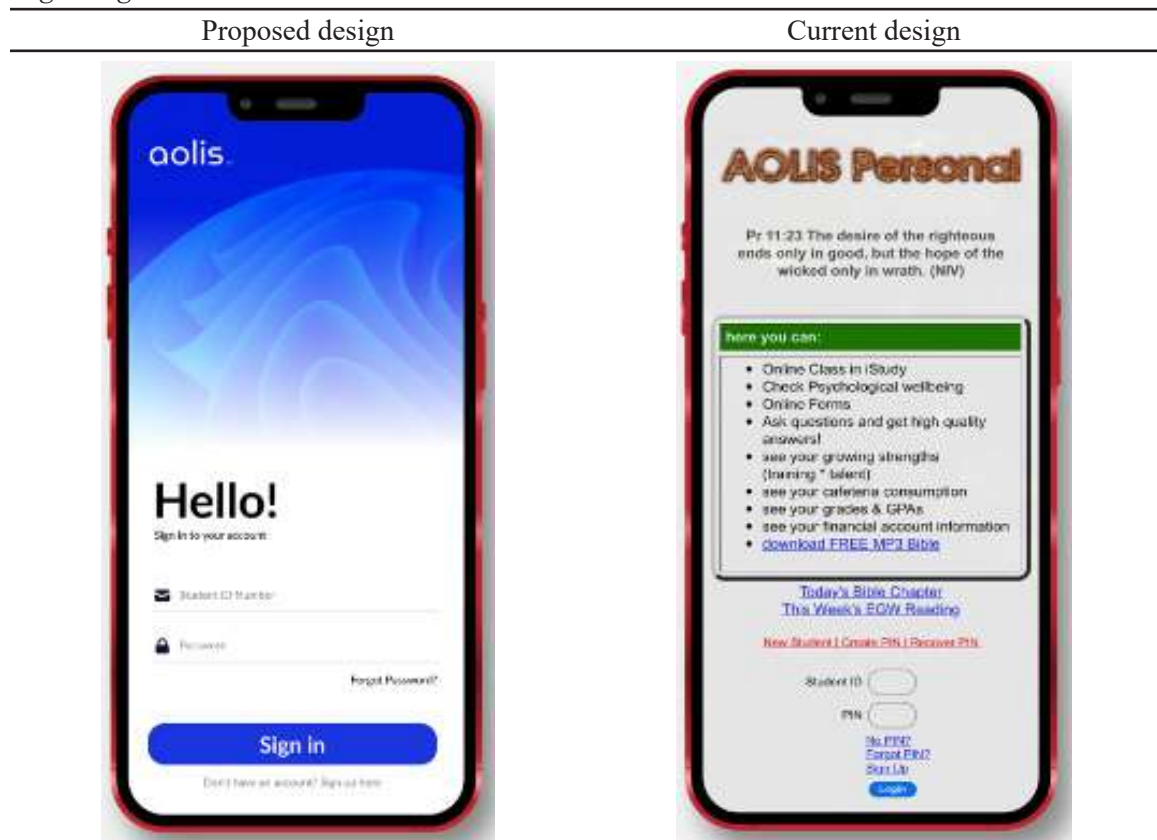 Proposed design
Current design
aolis.
Hello!
Sign in to your account
Student ID Number
Password
Forgot Password?
Sign in
Don't have an account? Sign up here
AOLIS Personal
Pr 11:23 The desire of the righteous
ends only in good, but the hope of the
wicked only in wrath. (NIV)
here you can:
• Online Class in iStudy
• Check Psychological wellbeing
• Online Forms
• Ask questions and get high quality
answers!
• see your growing strengths
(training * talent)
• see your cafeteria consumption
• see your grades & GPAs
• see your financial account information
• download FREE MP3 Bible
Today's Bible Chapter
This Week's EGW Reading
New Student | Create PIN | Recover PIN
Student ID
PIN
No PIN?
Forgot PIN?
Sign Up
Login